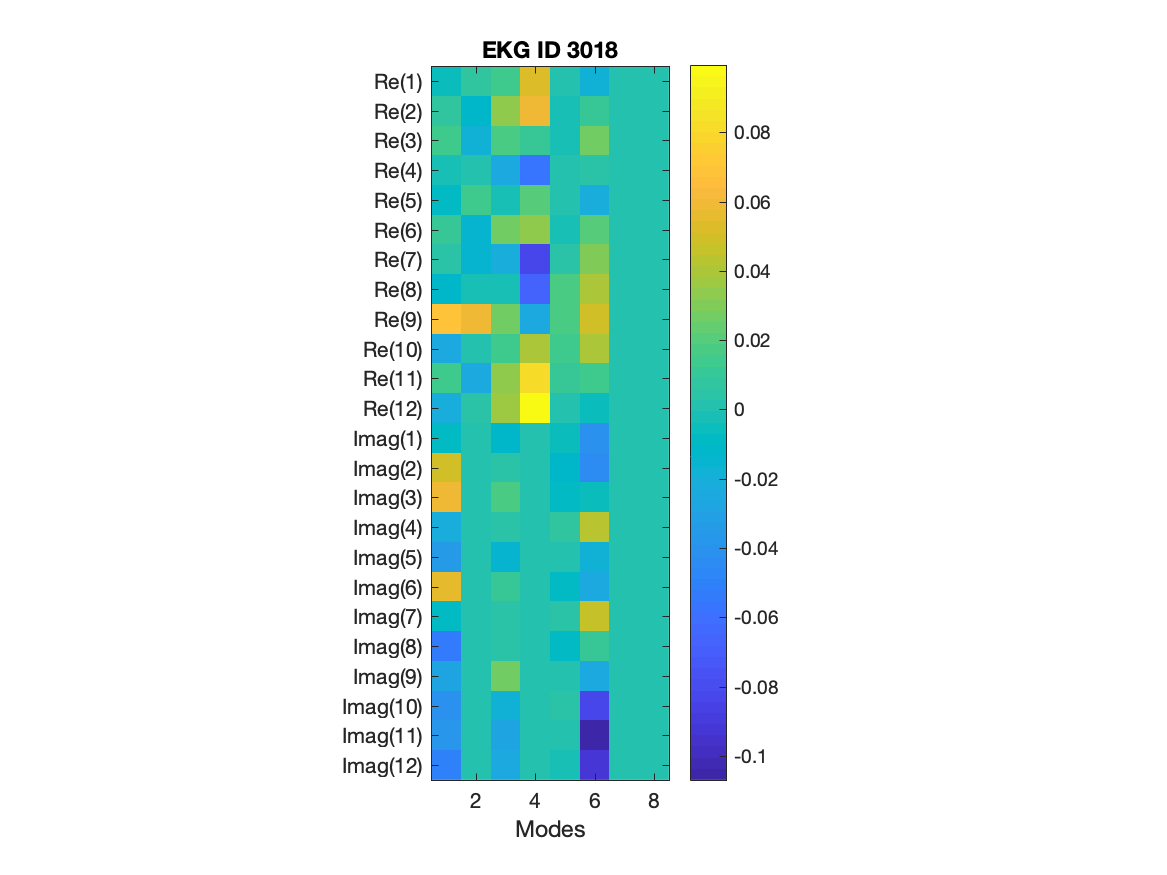 EKG ID 3018
Re(1)
Re(2)
Re(3)
Re(4)
Re(5)
Re(6)
Re(7)
Re(8)
Re(9)
Re(10)
Re(11)
Re(12)
Imag(1)
Imag(2)
Imag(3)
Imag(4)
Imag(5)
Imag(6)
Imag(7)
Imag(8)
Imag(9)
Imag(10)
Imag(11)
Imag(12)
2 4 6 8
Modes
0.08
0.06
0.04
0.02
0
-0.02
-0.04
-0.06
-0.08
-0.1